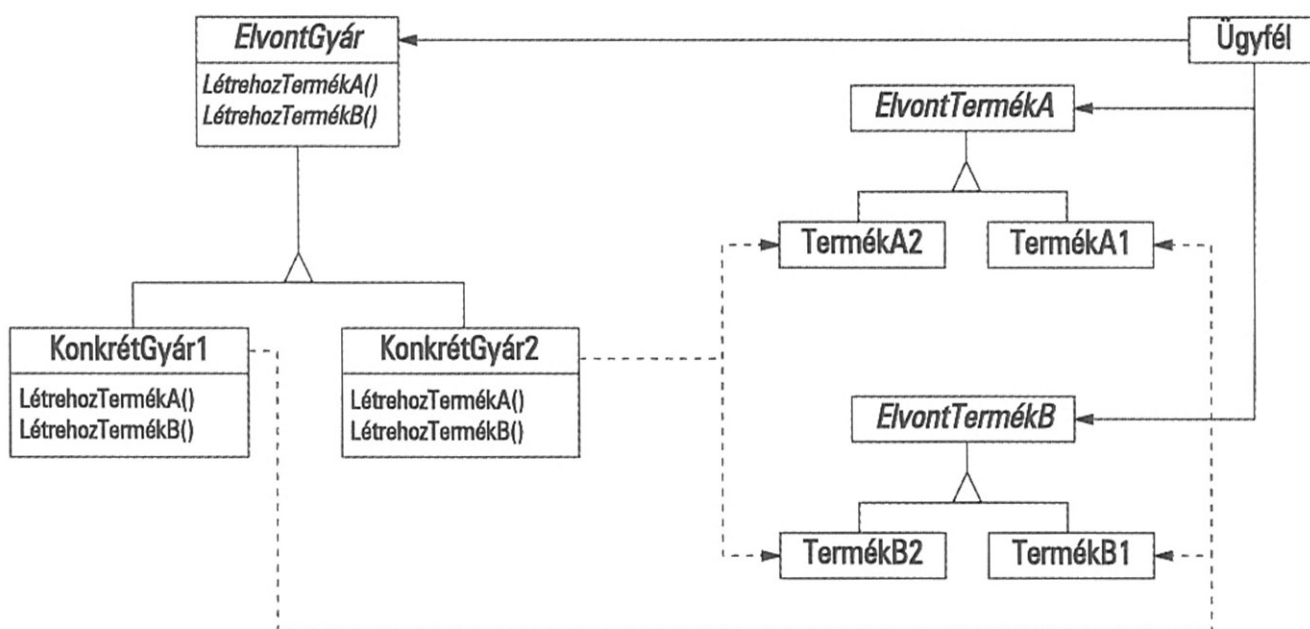 ElvontGyár
LétrehozTermékA()
LétrehozTermékB()
Ügyfél
ElvontTermékA
TermékA2
TermékA1
KonkrétGyár1
LétrehozTermékA()
LétrehozTermékB()
KonkrétGyár2
LétrehozTermékA()
LétrehozTermékB()
ElvontTermékB
TermékB2
TermékB1